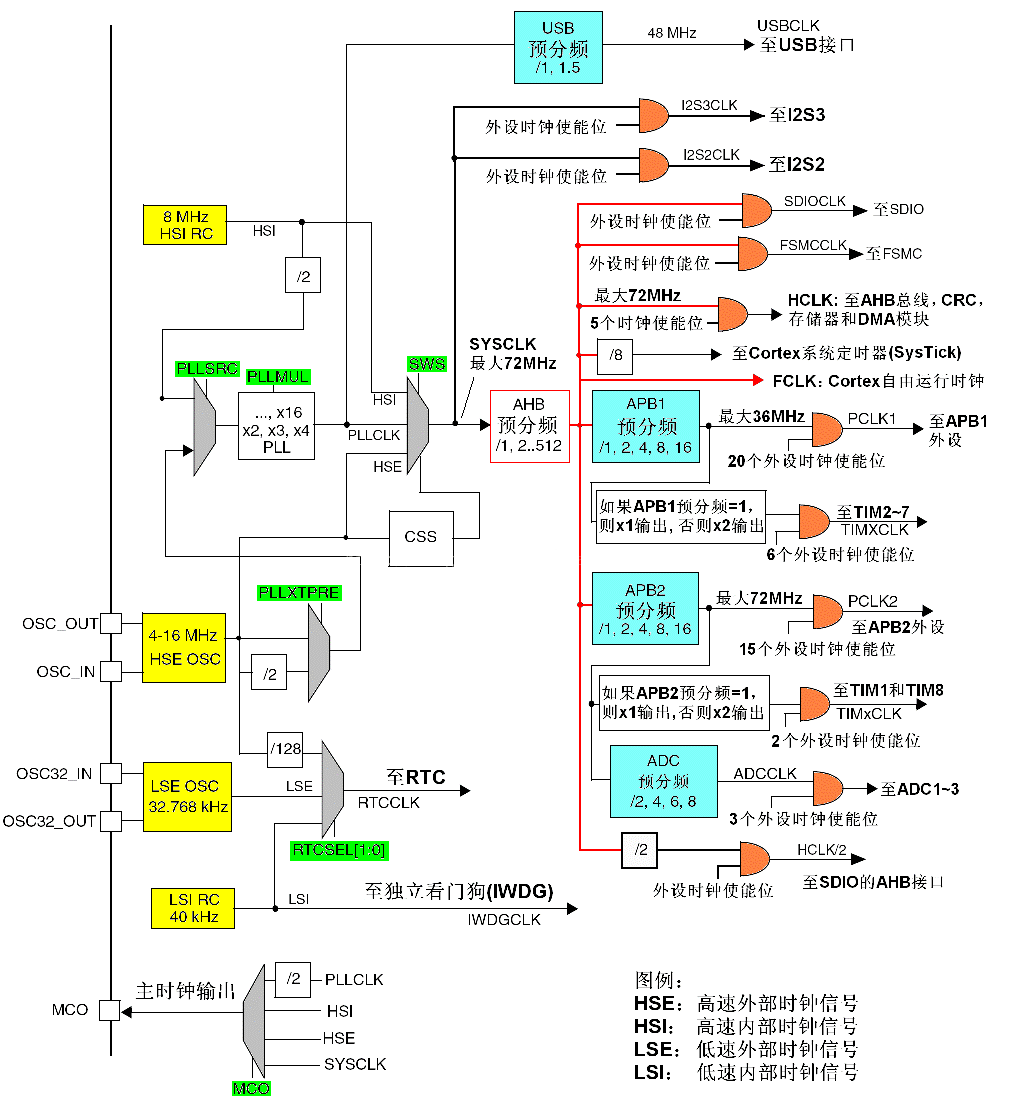 USB
预分频
/1, 1.5
48 MHz
USBCLK
至USB接口
I2S3CLK
至I2S3
外设时钟使能位
I2S2CLK
至I2S2
外设时钟使能位
8 MHz
HSI RC
HSI
/2
SDIOCLK
至SDIO
外设时钟使能位
FSMCCLK
至FSMC
外设时钟使能位
最大72MHz
5个时钟使能位
HCLK: 至AHB总线，CRC，
存储器和DMA模块
/8
至Cortex系统定时器(SysTick)
FCLK：Cortex自由运行时钟
PLLSRC
PLLMUL
..., x16
x2, x3, x4
PLL
SWS
HSI
PLLCLK
HSE
SYSCLK
最大72MHz
AHB
预分频
/1, 2..512
APB1
预分频
/1, 2, 4, 8, 16
最大36MHz
PCLK1
至APB1
外设
20个外设时钟使能位
如果APB1预分频=1，
则x1输出, 否则x2输出
至TIM2~7
TIMXCLK
6个外设时钟使能位
CSS
PLLXTPRE
OSC_OUT
OSC_IN
4-16 MHz
HSE OSC
/2
APB2
预分频
/1, 2, 4, 8, 16
最大72MHz
PCLK2
至APB2外设
15个外设时钟使能位
如果APB2预分频=1，
则x1输出, 否则x2输出
至TIM1和TIM8
TIMxCLK
2个外设时钟使能位
/128
OSC32_IN
OSC32_OUT
LSE OSC
32.768 kHz
LSE
至RTC
RTCCLK
RTCSEL[1:0]
ADC
预分频
/2, 4, 6, 8
ADCCLK
至ADC1~3
3个外设时钟使能位
/2
HCLK/2
至SDIO的AHB接口
外设时钟使能位
LSI RC
40 kHz
LSI
至独立看门狗(IWDG)
IWDGCLK
MCO
主时钟输出
/2
PLLCLK
HSI
HSE
SYSCLK
MCO
图例：
HSE：高速外部时钟信号
HSI：高速内部时钟信号
LSE：低速外部时钟信号
LSI：低速内部时钟信号